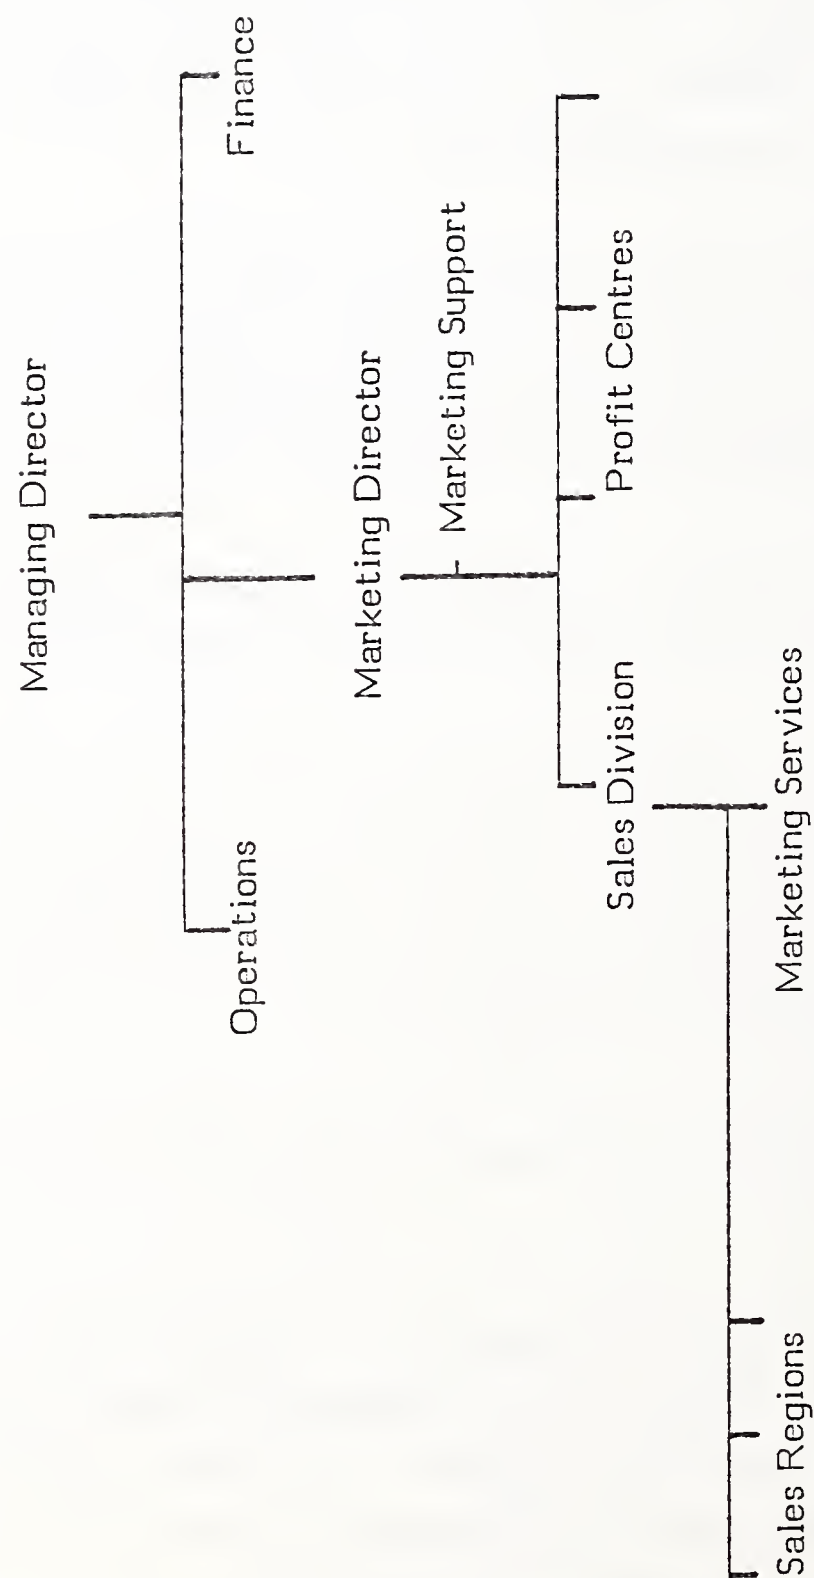 Managing Director
Operations
Finance
Marketing Director
Marketing Support
Sales Division
Profit Centres
Sales Regions
Marketing Services